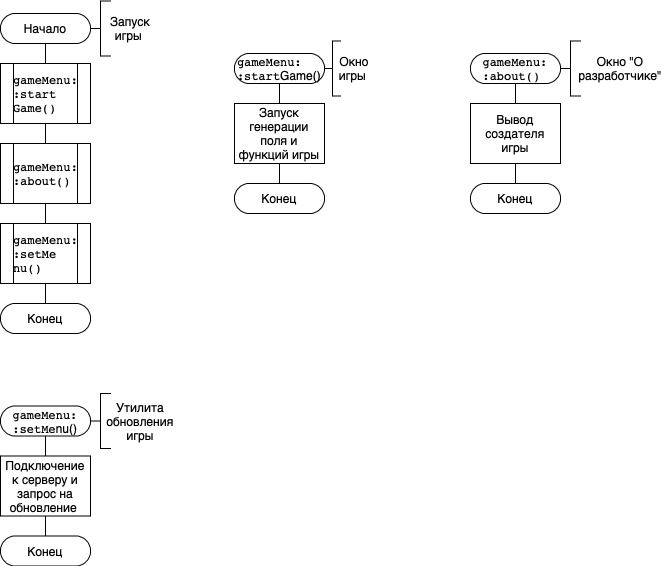 Начало
Запуск
игры
gameMenu:
:start
Game()
gameMenu:
:about()
gameMenu:
:setMe
nu()
Конец
gameMenu:
:startGame()
Окно
игры
Запуск
генерации
поля и
функций игры
Конец
gameMenu:
:about()
Окно "О
разработчике"
Вывод
создателя
игры
Конец
gameMenu:
:setMenu()
Утилита
обновления
игры
Подключение
к серверу и
запрос на
обновление
Конец